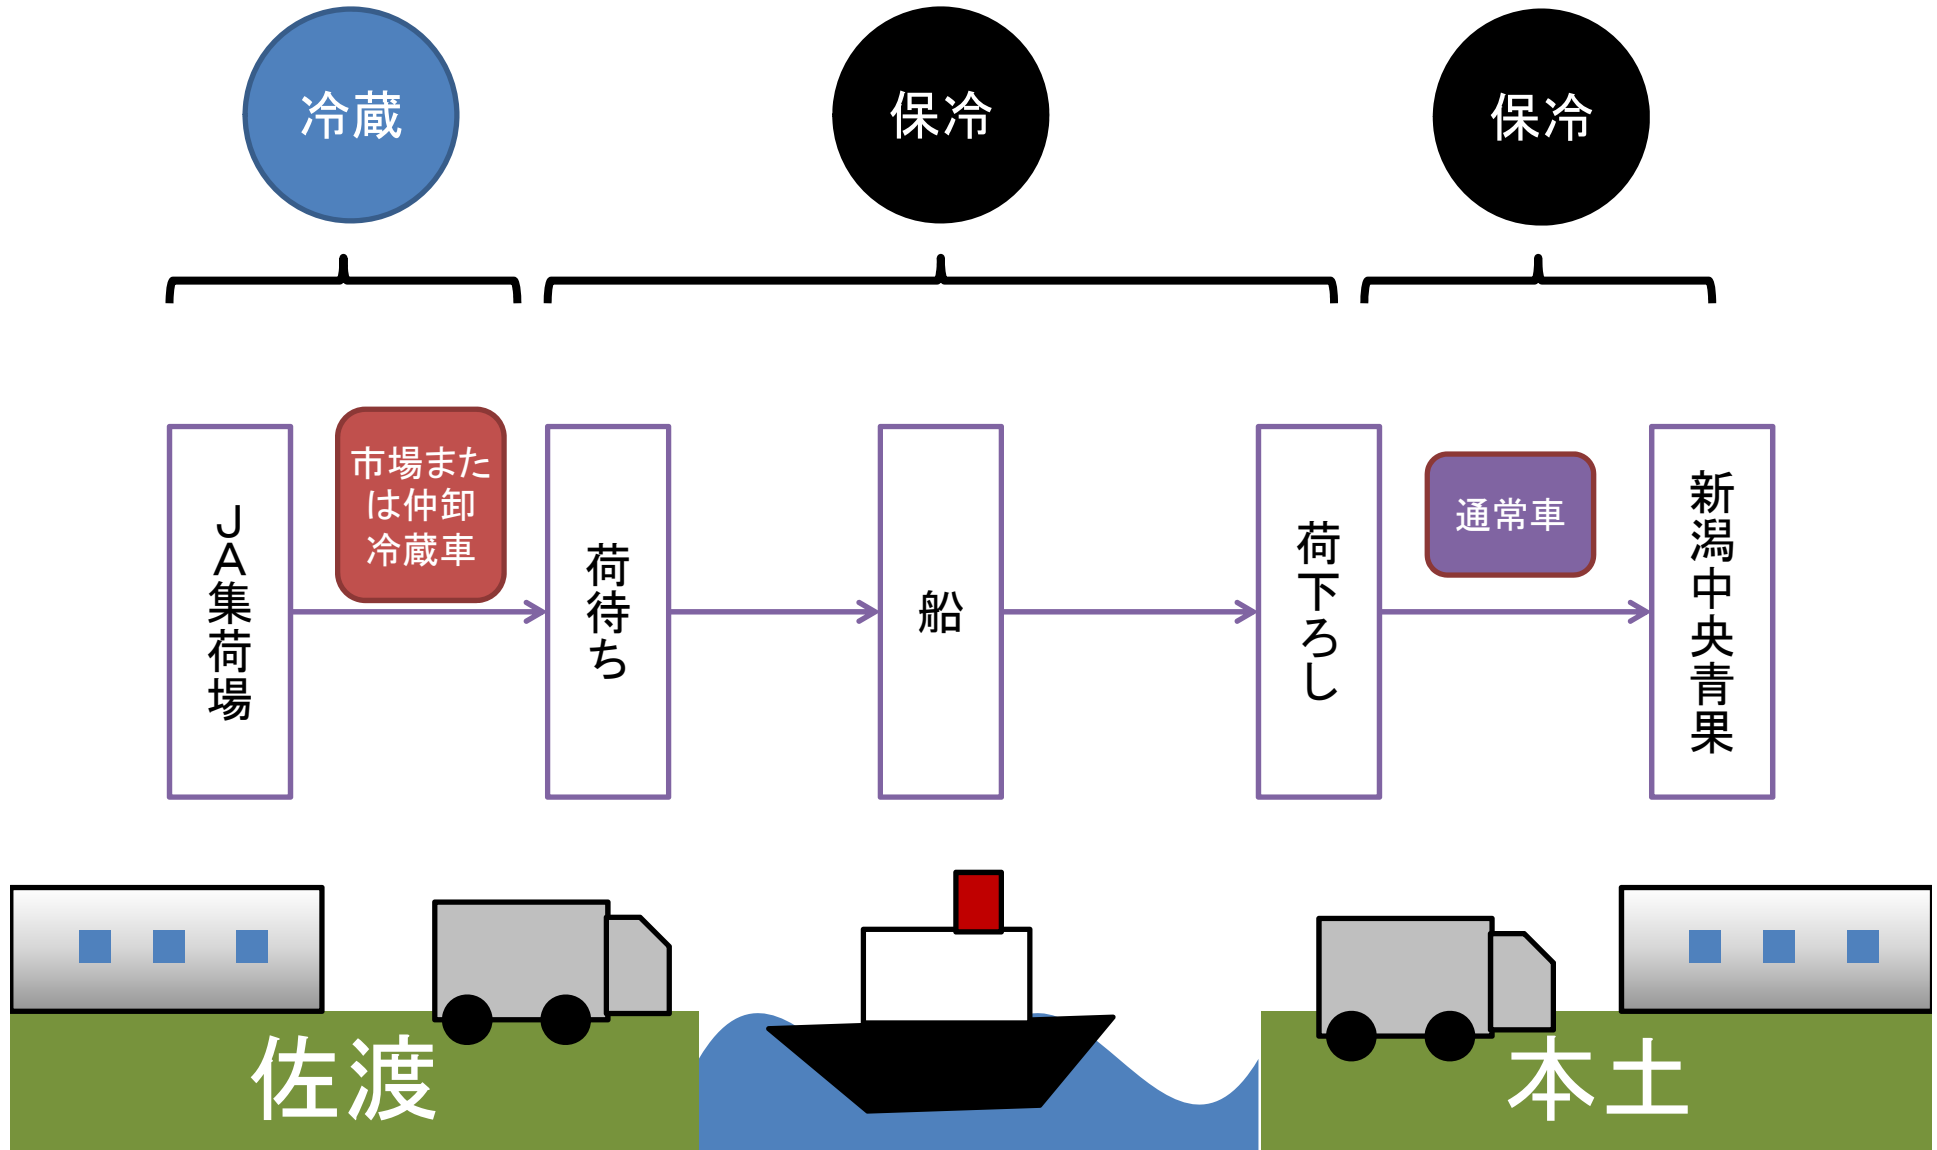 冷蔵
保冷
保冷
ＪＡ集荷場
市場また
は仲卸
冷蔵車
荷待ち
船
荷下ろし
通常車
新潟中央青果
佐渡
本土